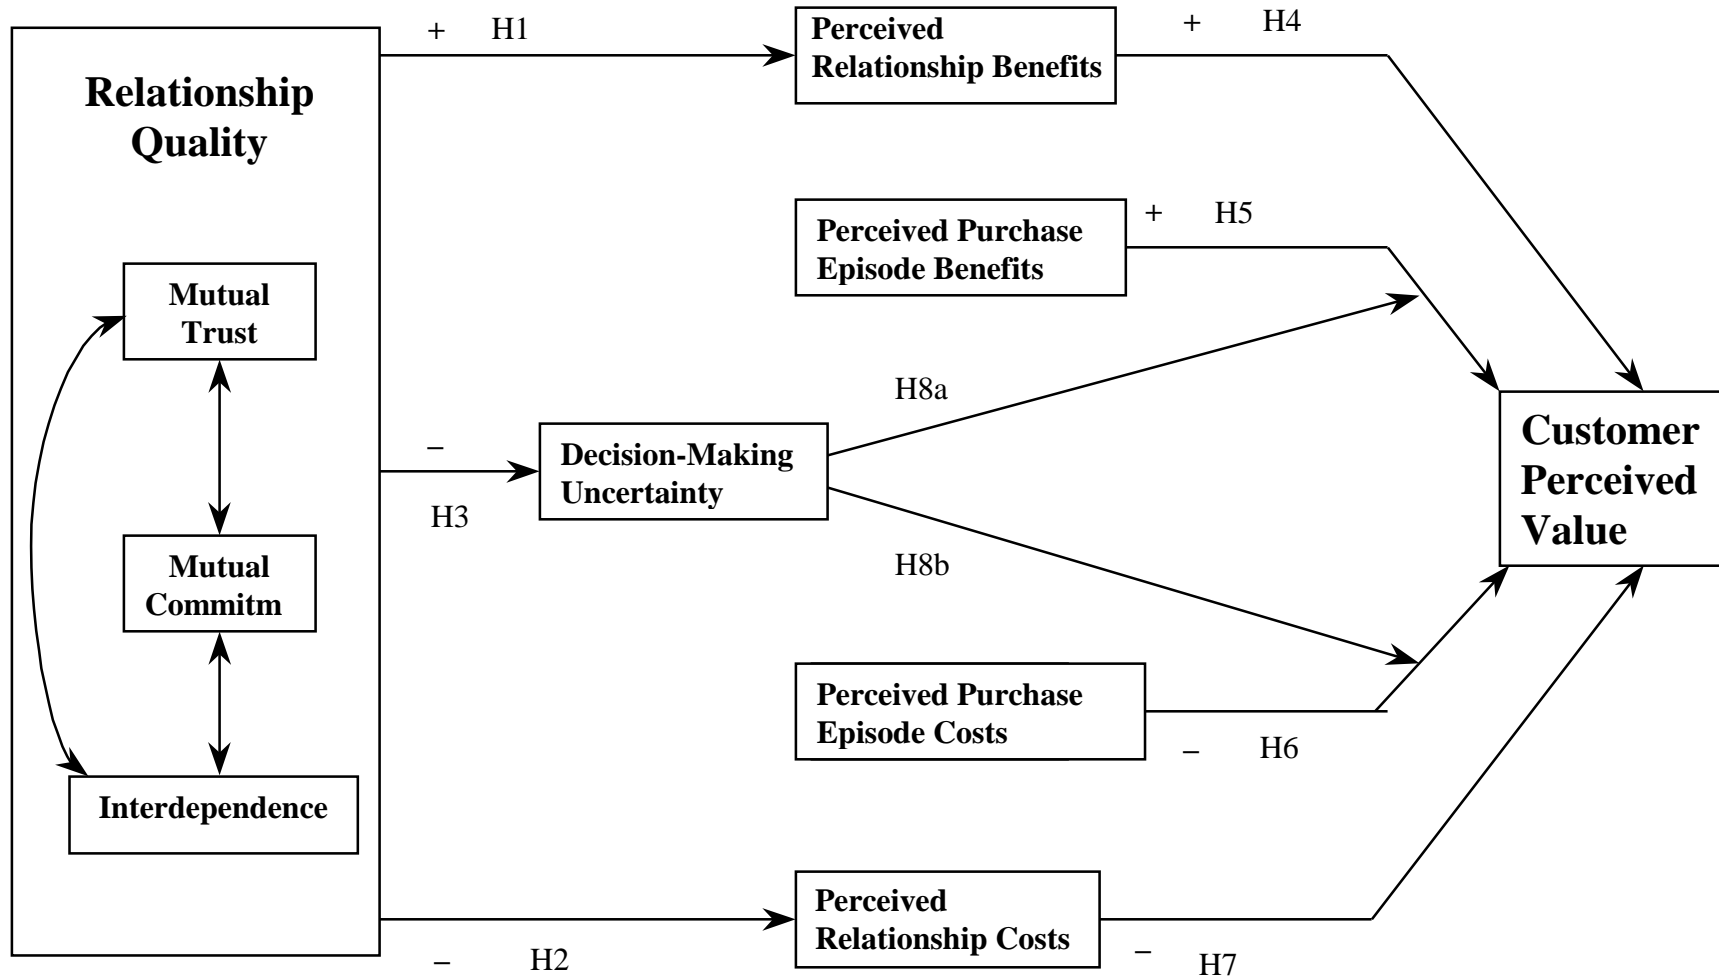 + H1
Perceived
Relationship Benefits
+ H4
Relationship
Quality
Perceived Purchase
Episode Benefits
+ H5
Mutual
Trust
H8a
–
H3
Decision-Making
Uncertainty
Customer
Perceived
Value
H8b
Mutual
Commitm
Perceived Purchase
Episode Costs
– H6
Interdependence
– H2
Perceived
Relationship Costs
– H7